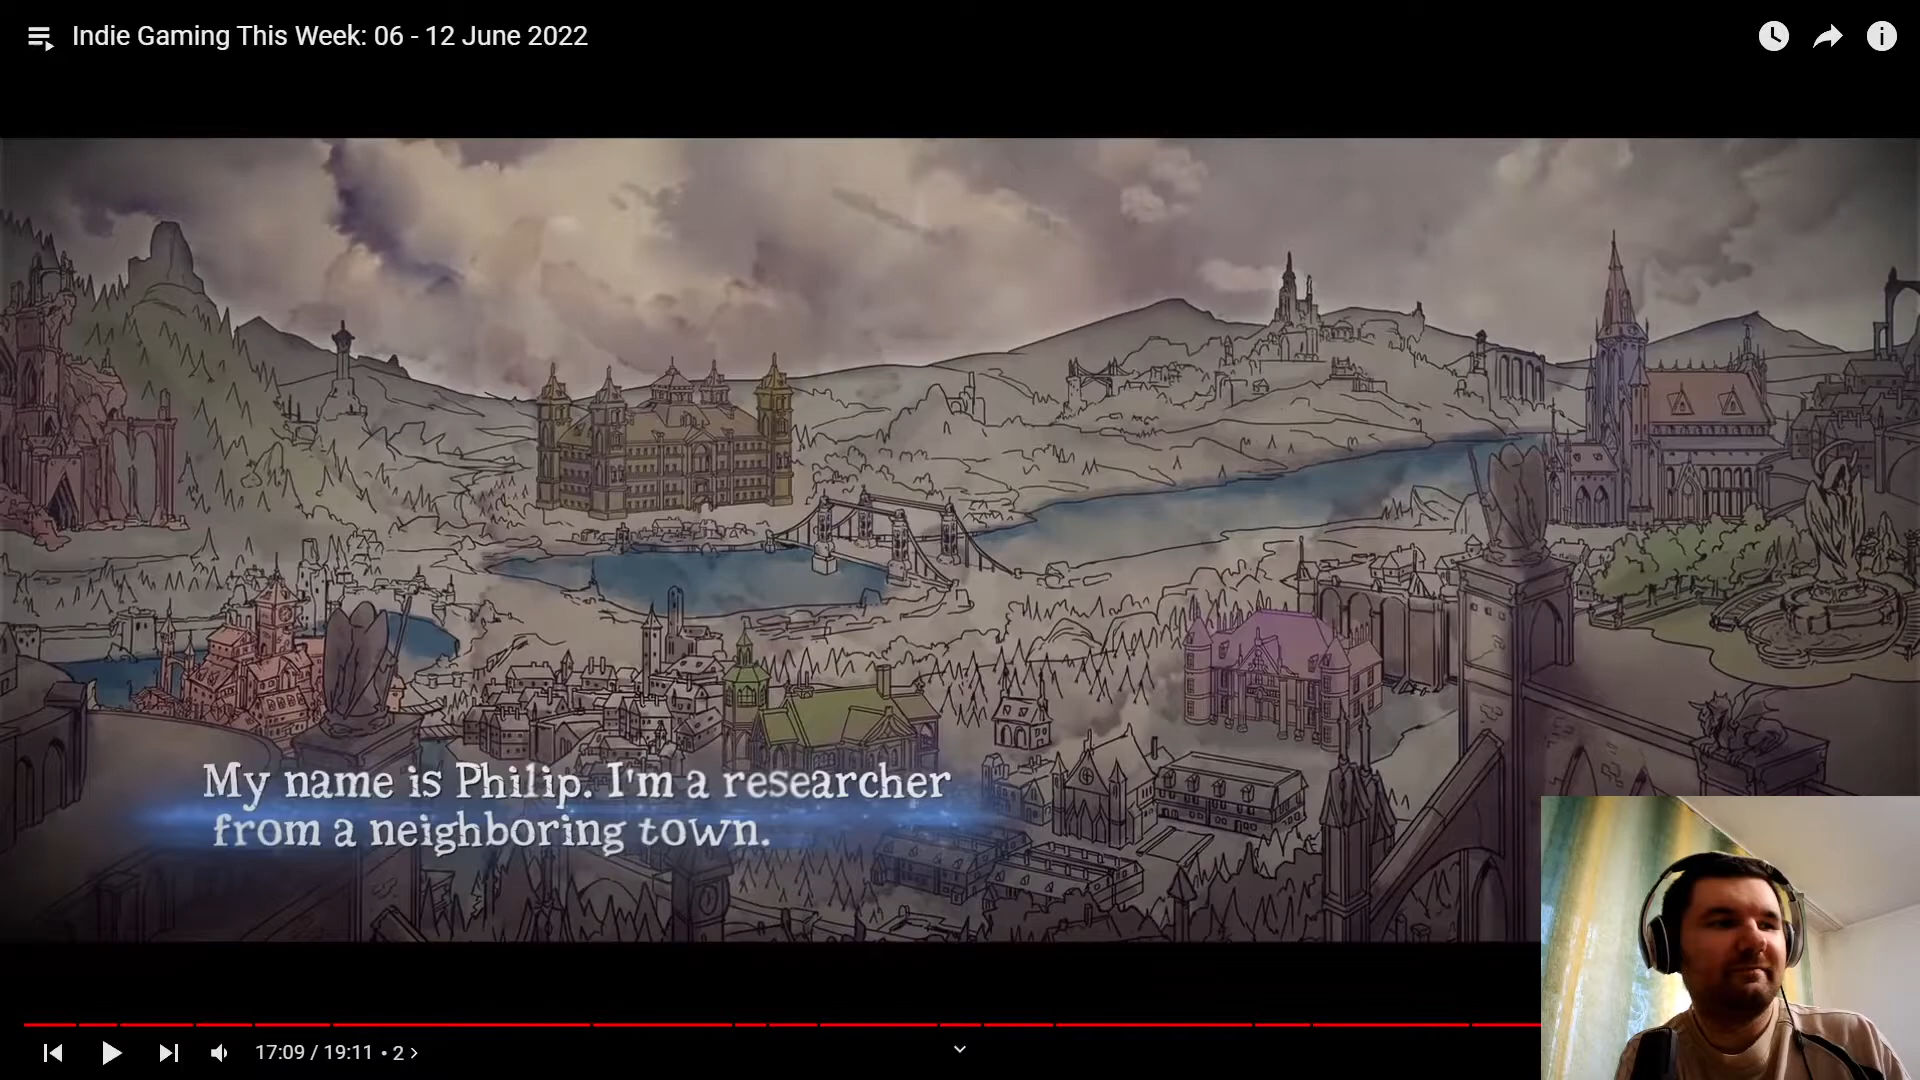 Indie Gaming This Week: 06 - 12 June 2022
My name is Philip. I'm a researcher
from a neighboring town.
17:09 / 19:11 • 2 >